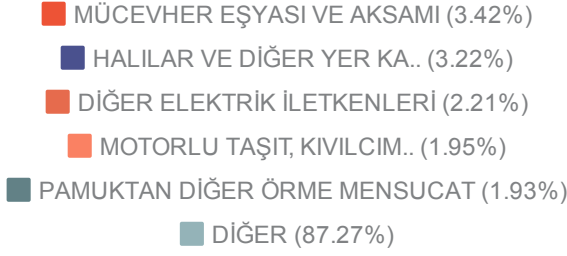 MÜCEVHER EŞYASI VE AKSAMI (3.42%)
HALILAR VE DİĞER YER KA.. (3.22%)
DİĞER ELEKTRİK İLETKENLERİ (2.21%)
MOTORLU TAŞIT, KIVILCIM.. (1.95%)
PAMUKTAN DİĞER ÖRME MENSUCAT (1.93%)
DİĞER (87.27%)